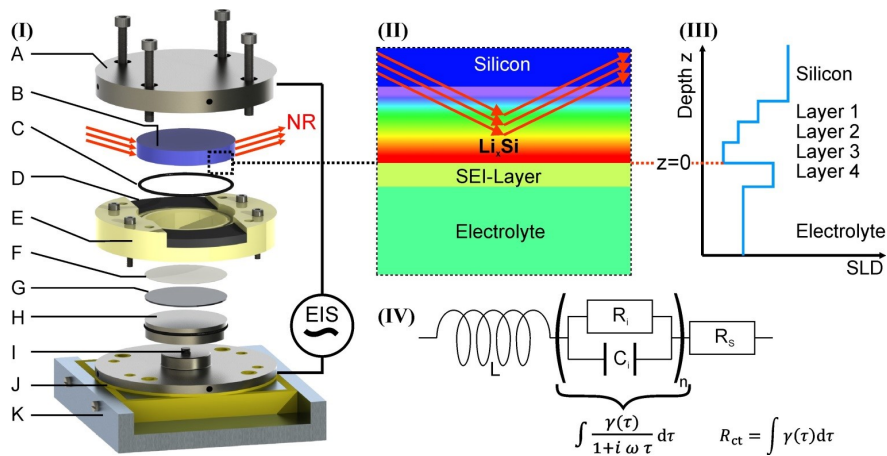 (I)
A
B
C
D
E
F
G
H
I
J
K
NR
EIS
(II)
Silicon
LiₓSi
SEI-Layer
Electrolyte
(III)
Depth z
Silicon
Layer 1
Layer 2
Layer 3
z=0
Layer 4
Electrolyte
SLD
(IV)
L
Rᵢ
Cᵢ
n
Rₛ
∫ γ(τ)/(1+i ω τ) dτ
R_ct = ∫ γ(τ)dτ